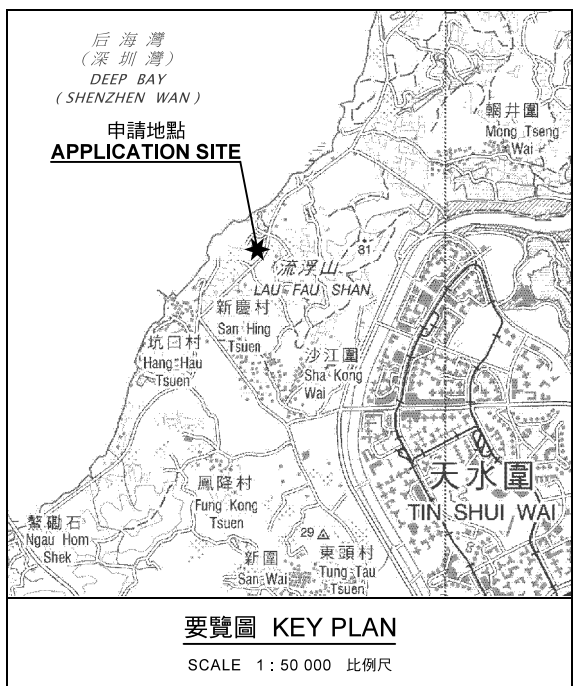 后海灣
(深圳灣)
DEEP BAY
(SHENZHEN WAN)
申請地點
APPLICATION SITE
輞井圍
Mong Tseng
Wai
81
流浮山
LAU FAU SHAN
新慶村
San Hing
Tsuen
坑口村
Hang Hau
Tsuen
沙江圍
Sha Kong
Wai
天水圍
TIN SHUI WAI
鳳降村
Fung Kong
Tsuen
鰲磡石
Ngau Hom
Shek
29
新圍
San Wai
東頭村
Tung Tau
Tsuen
要覽圖 KEY PLAN
SCALE 1 : 50 000 比例尺